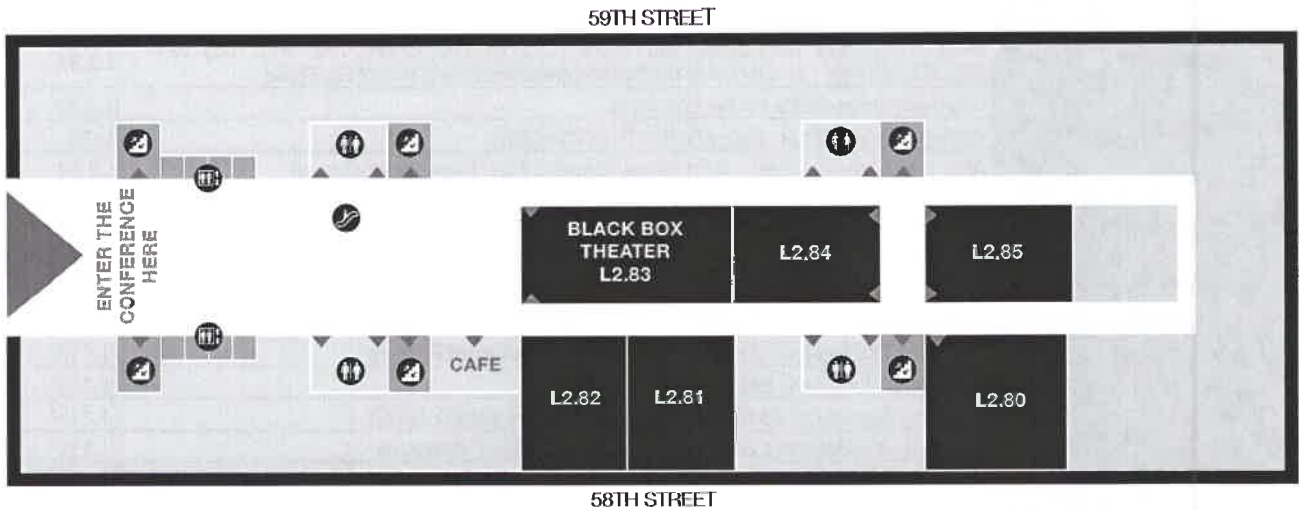 59TH STREET
ENTER THE
CONFERENCE
HERE
BLACK BOX
THEATER
L2.83
L2.84
L2.85
CAFE
L2.82
L2.81
L2.80
58TH STREET